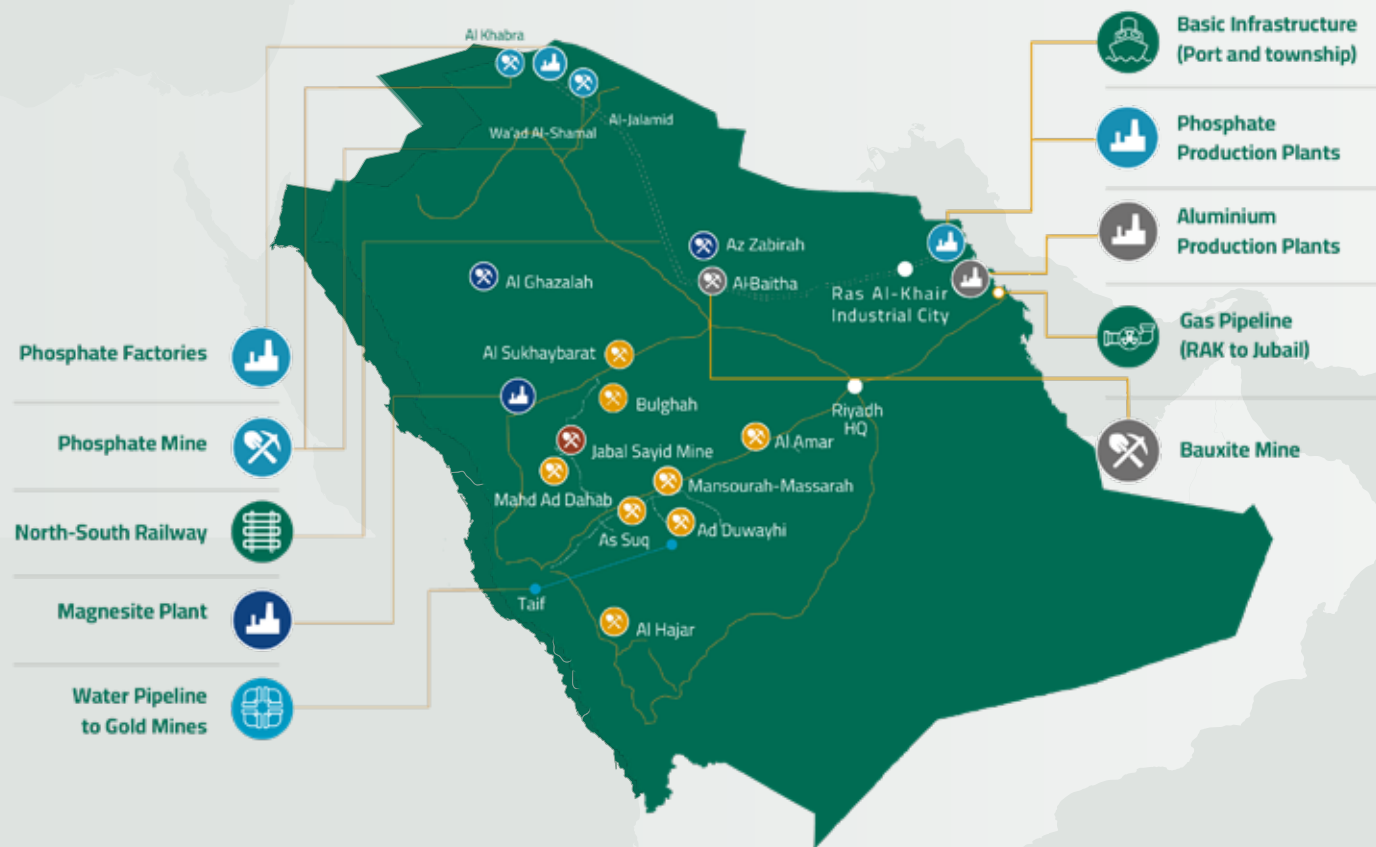 Al Khabra
Wa'ad Al-Shamal
Al-Jalamid
Az Zabirah
Al Ghazalah
Al-Baitha
Ras Al-Khair
Industrial City
Al Sukhaybarat
Bulghah
Riyadh
HQ
Al Amar
Jabal Sayid Mine
Mahd Ad Dahab
Mansourah-Massarah
As Suq
Ad Duwayhi
Taif
Al Hajar
Phosphate Factories
Phosphate Mine
North-South Railway
Magnesite Plant
Water Pipeline
to Gold Mines
Basic Infrastructure
(Port and township)
Phosphate
Production Plants
Aluminium
Production Plants
Gas Pipeline
(RAK to Jubail)
Bauxite Mine